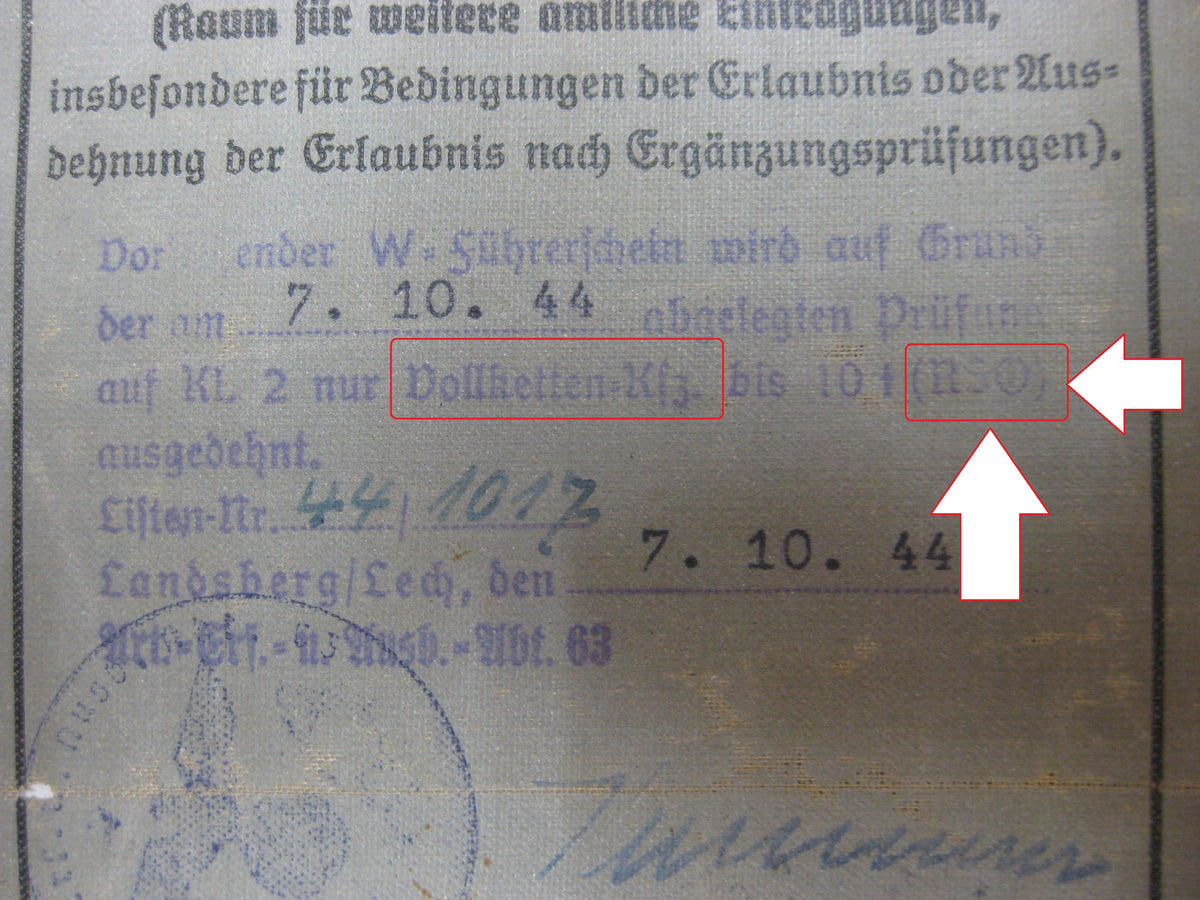 (Raum für weitere amtliche Eintragungen,
insbesondere für Bedingungen der Erlaubnis oder Aus=
dehnung der Erlaubnis nach Ergänzungsprüfungen).
Vor ender W=Führerschein wird auf Grund
der am 7. 10. 44 abgelegten Prüfung
auf Kl. 2 nur Vollketten=Kfz. bis 10 t (RSO)
ausgedehnt.
Listen-Nr. 44/1017
Landsberg/Lech, den 7. 10. 44
Art.-Ers.-u. Ausb.-Abt. 63